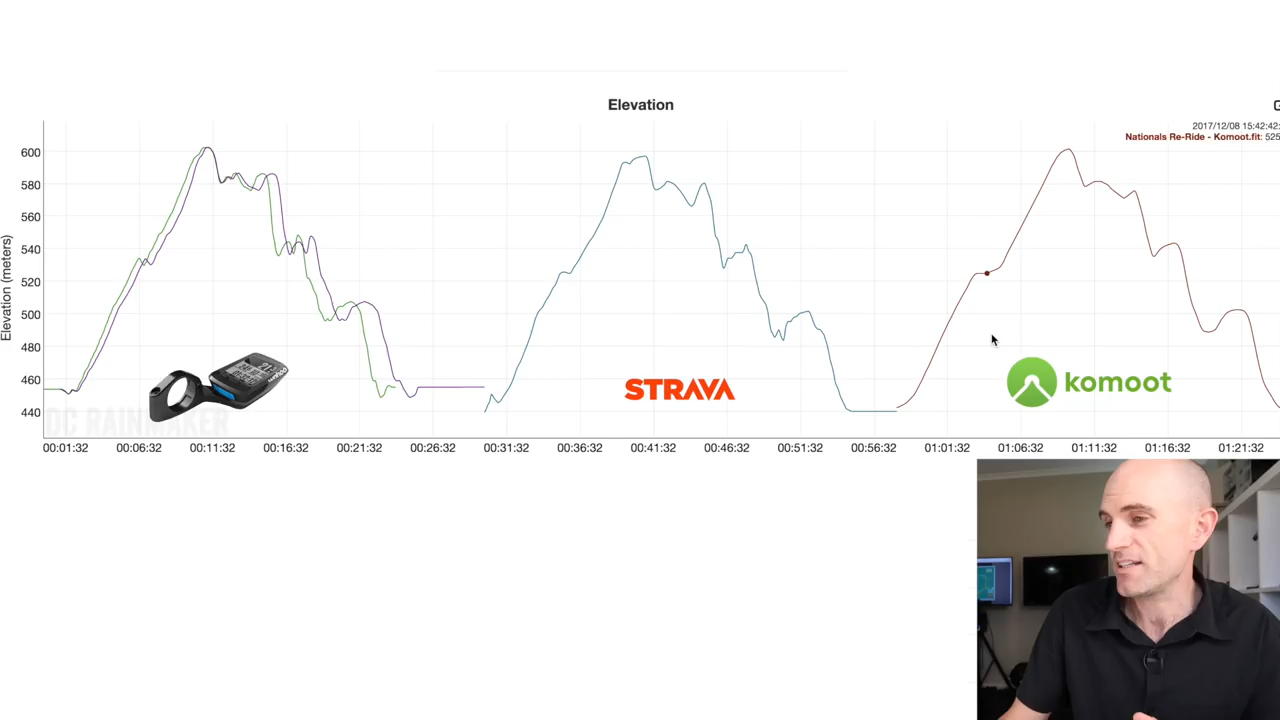 Elevation
G
2017/12/08 15:42:42:
Nationals Re-Ride - Komoot.fit: 525
600
580
560
540
520
500
480
460
440
Elevation (meters)
STRAVA
komoot
DC RAINMAKER
00:01:32 00:06:32 00:11:32 00:16:32 00:21:32 00:26:32 00:31:32 00:36:32 00:41:32 00:46:32 00:51:32 00:56:32 01:01:32 01:06:32 01:11:32 01:16:32 01:21:32